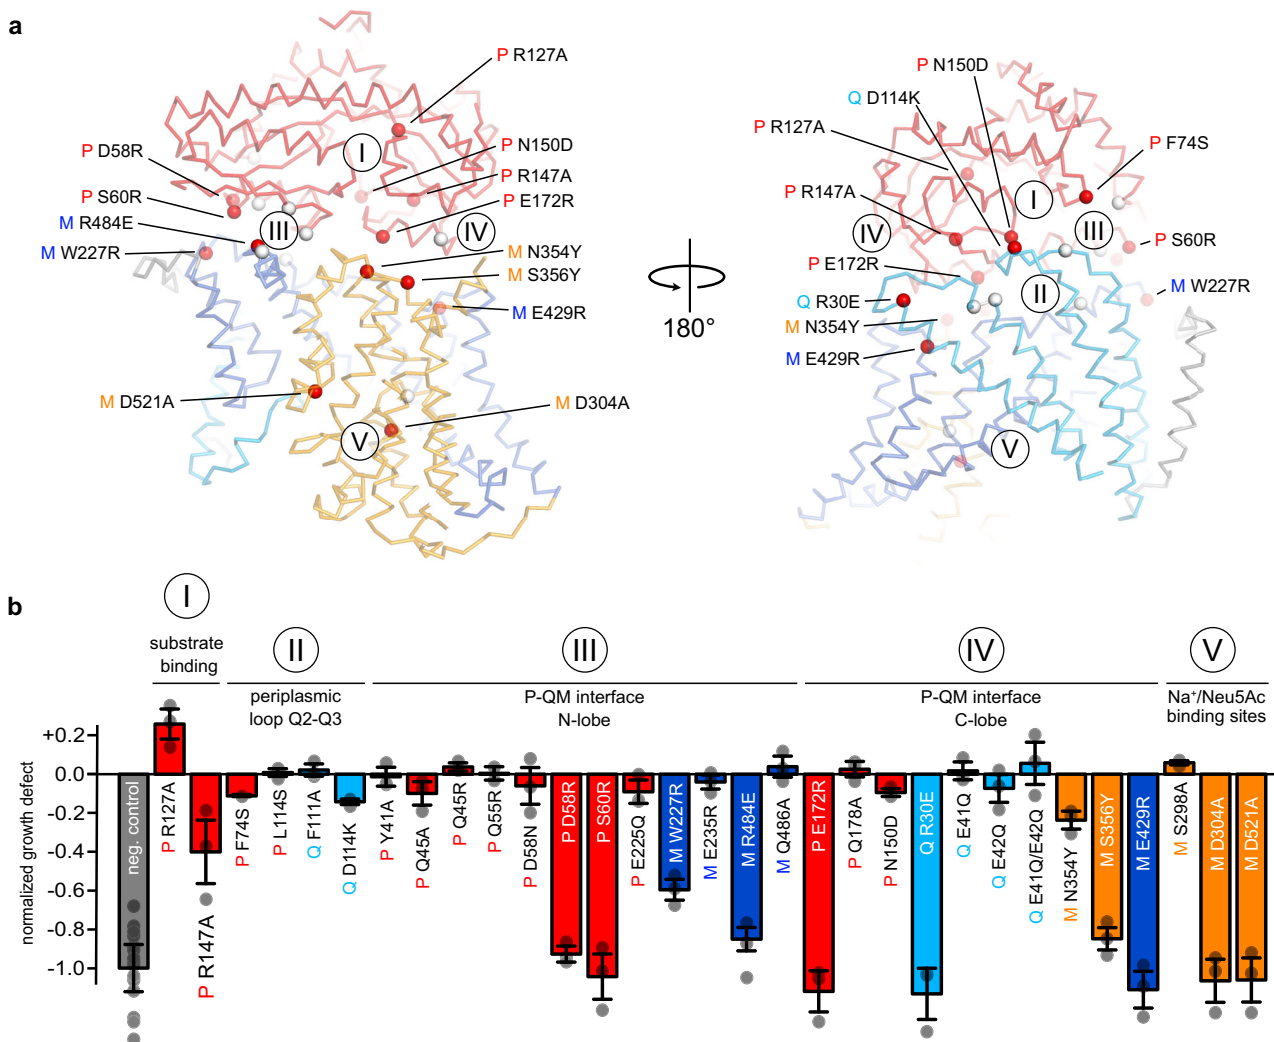 a
P R127A
P N150D
P D58R
P R147A
P S60R
P E172R
M R484E
M N354Y
M W227R
M S356Y
M E429R
M D521A
M D304A
I
III
IV
V
180°
P N150D
Q D114K
P R127A
P F74S
P R147A
I
IV
III
P S60R
P E172R
II
M W227R
Q R30E
M N354Y
M E429R
V
b
I
II
III
IV
V
substrate
binding
periplasmic
loop Q2-Q3
P-QM interface
N-lobe
P-QM interface
C-lobe
Na⁺/Neu5Ac
binding sites
normalized growth defect
+0.2
0.0
-0.2
-0.4
-0.6
-0.8
-1.0
neg. control
P R127A
P R147A
P F74S
P L114S
Q F111A
Q D114K
P Y41A
P Q45A
P Q45R
P Q55R
P D58N
P D58R
P S60R
P E225Q
M W227R
M E235R
M R484E
M Q486A
P E172R
P Q178A
P N150D
Q R30E
Q E41Q
Q E42Q
Q E41Q/E42Q
M N354Y
M S356Y
M E429R
M S298A
M D304A
M D521A